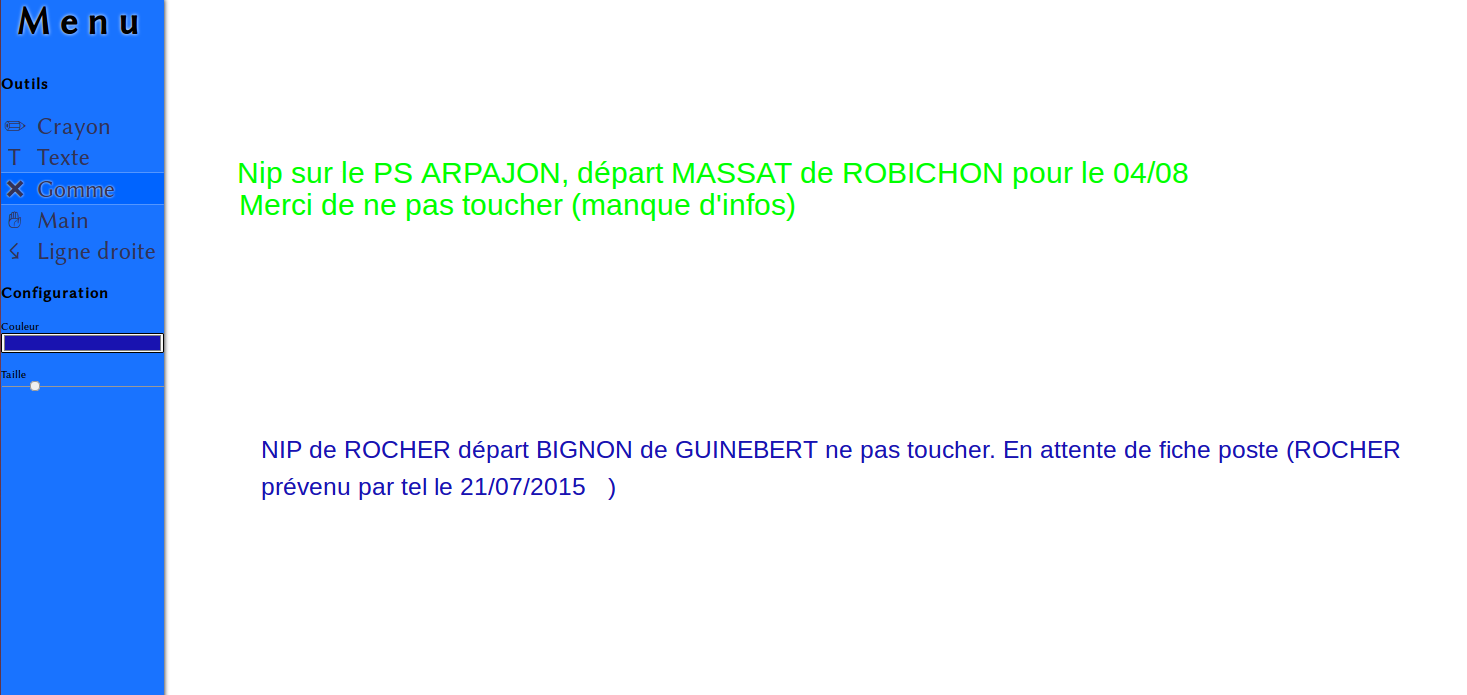 Menu
Outils
Crayon
T Texte
Gomme
Main
Ligne droite
Configuration
Couleur
Taille
Nip sur le PS ARPAJON, départ MASSAT de ROBICHON pour le 04/08
Merci de ne pas toucher (manque d'infos)
NIP de ROCHER départ BIGNON de GUINEBERT ne pas toucher. En attente de fiche poste (ROCHER
prévenu par tel le 21/07/2015 )